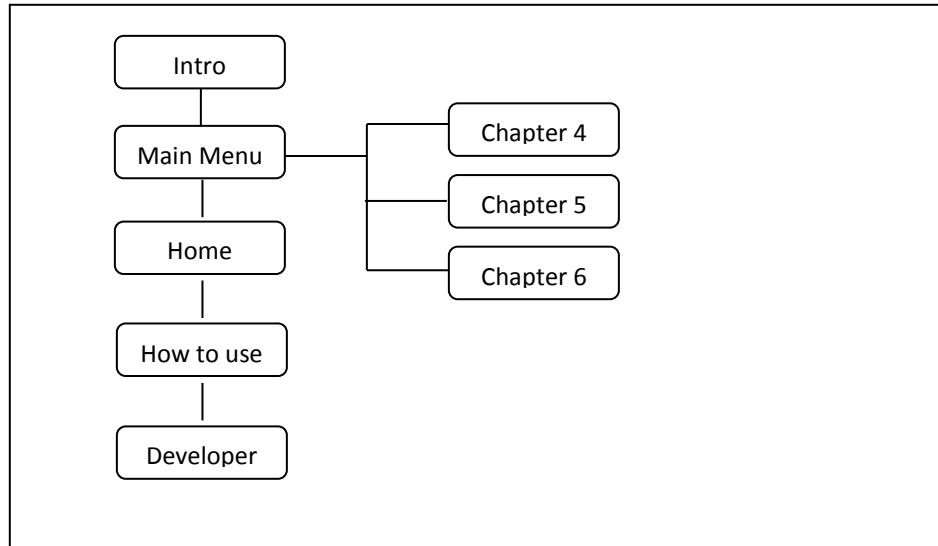 Intro
Main Menu
Home
How to use
Developer
Chapter 4
Chapter 5
Chapter 6